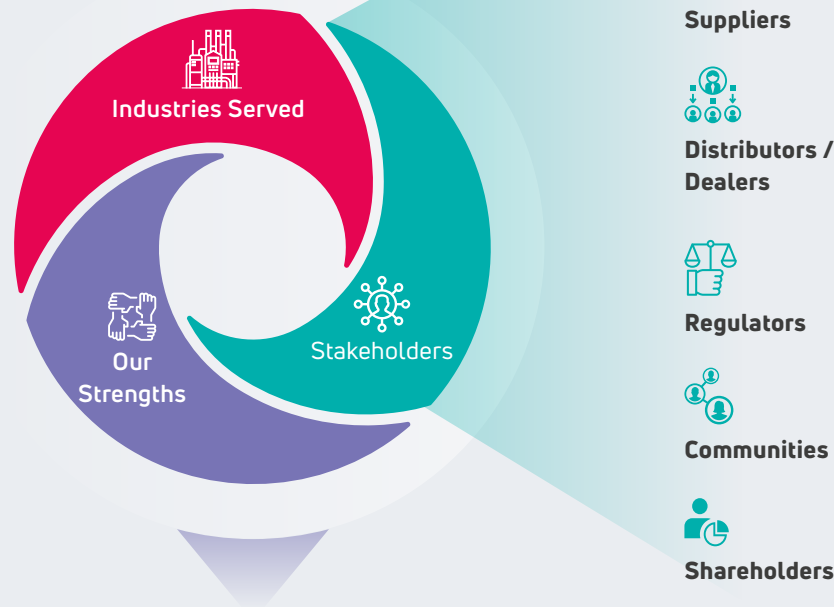 Industries Served
Our
Strengths
Stakeholders
Suppliers
Distributors /
Dealers
Regulators
Communities
Shareholders